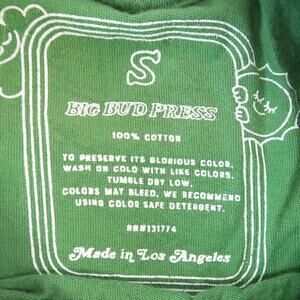 S
BIG BUD PRESS
100% COTTON
TO PRESERVE ITS GLORIOUS COLOR,
WASH ON COLD WITH LIKE COLORS.
TUMBLE DRY LOW.
COLORS MAY BLEED. WE RECOMMEND
USING COLOR SAFE DETERGENT.
RN#131774
Made in Los Angeles